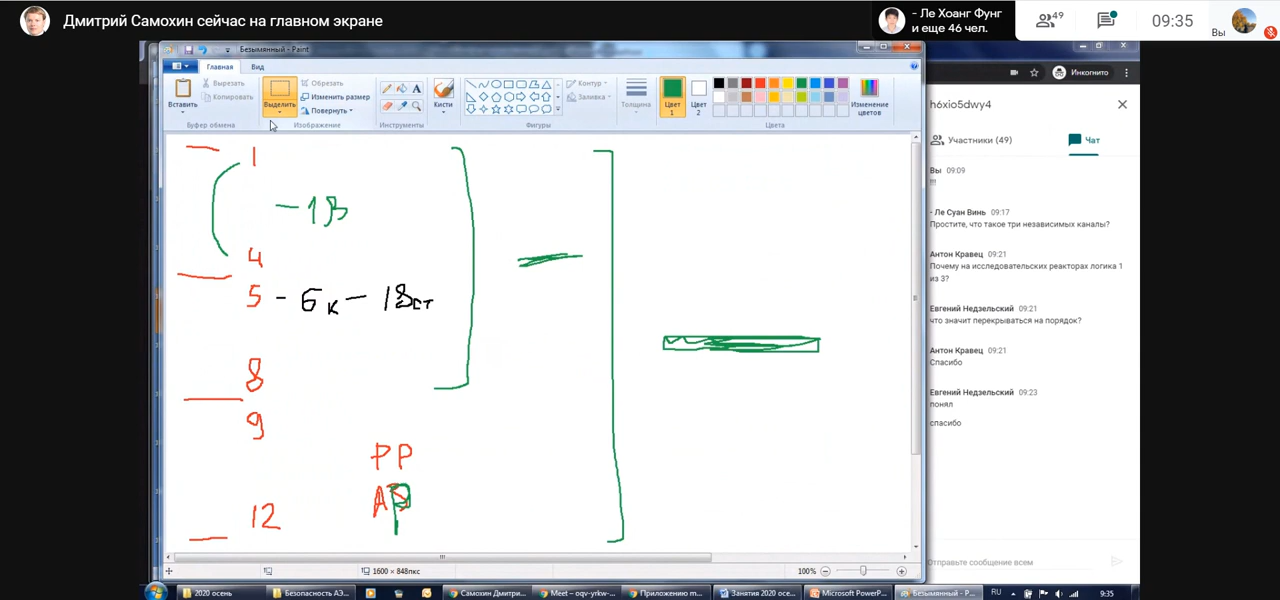 Дмитрий Самохин сейчас на главном экране
- Ле Хоанг Фунг
и еще 46 чел.
49
09:35
Вы
Безымянный - Paint
Главная
Вид
Вставить
Вырезать
Копировать
Буфер обмена
Выделить
Обрезать
Изменить размер
Повернуть
Изображение
Инструменты
Кисти
Контур
Заливка
Фигуры
Толщина
Цвет 1
Цвет 2
Изменение цветов
Цвета
1
- 1В
4
5 - 6к - 18ст
8
9
РР
АР
12
100%
1600 × 848пкс
Инкогнито
h6xio5dwy4
Участники (49)
Чат
Вы 09:09
!!!
- Ле Суан Винь 09:17
Простите, что такое три независимых каналы?
Антон Кравец 09:21
Почему на исследовательских реакторах логика 1
из 3?
Евгений Недзельский 09:21
что значит перекрываться на порядок?
Антон Кравец 09:21
Спасибо
Евгений Недзельский 09:23
понял
спасибо
Отправьте сообщение всем
2020 осень
Безопасность АЭ...
Самохин Дмитрис...
Meet – oqv-yrkw-...
Приложению m...
Занятия 2020 осе...
Microsoft PowerP...
Безымянный - P...
RU
9:35